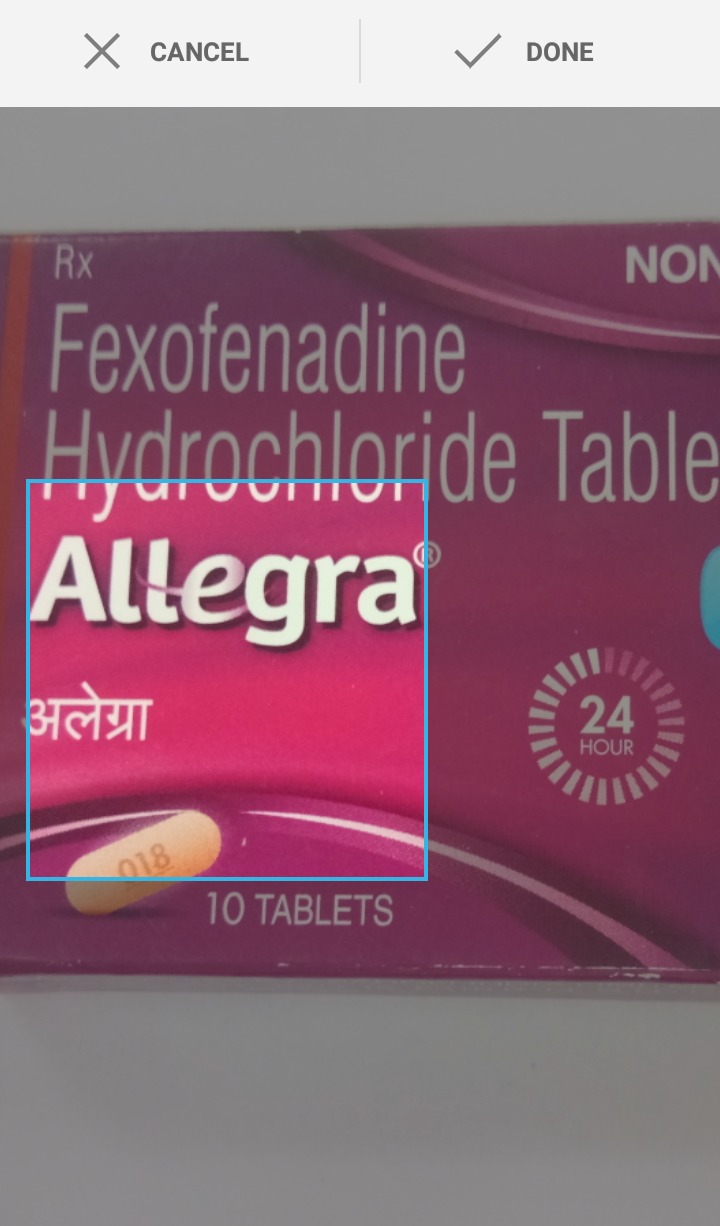 CANCEL
DONE
Rx
NON
Fexofenadine
Hydrochloride Table
Allegra®
अलेग्रा
24
HOUR
018
10 TABLETS